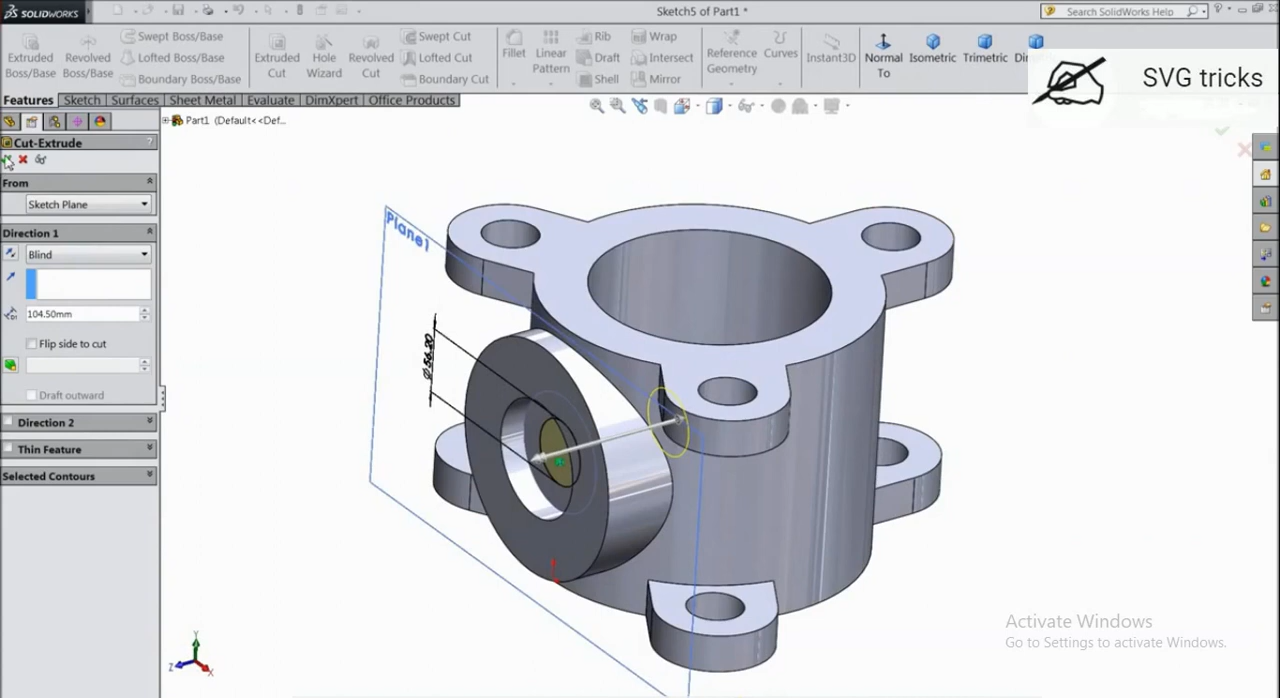 SOLIDWORKS
Sketch5 of Part1 *
Search SolidWorks Help
Extruded Boss/Base
Revolved Boss/Base
Swept Boss/Base
Lofted Boss/Base
Boundary Boss/Base
Extruded Cut
Hole Wizard
Revolved Cut
Swept Cut
Lofted Cut
Boundary Cut
Fillet
Linear Pattern
Rib
Draft
Shell
Wrap
Intersect
Mirror
Reference Geometry
Curves
Instant3D
Normal To
Isometric
Trimetric
SVG tricks
Features
Sketch
Surfaces
Sheet Metal
Evaluate
DimXpert
Office Products
Part1 (Default<<Def...
Cut-Extrude
?
From
Sketch Plane
Direction 1
Blind
104.50mm
Flip side to cut
Draft outward
Direction 2
Thin Feature
Selected Contours
Plane1
Ø56.20
Y
Z
X
Activate Windows
Go to Settings to activate Windows.